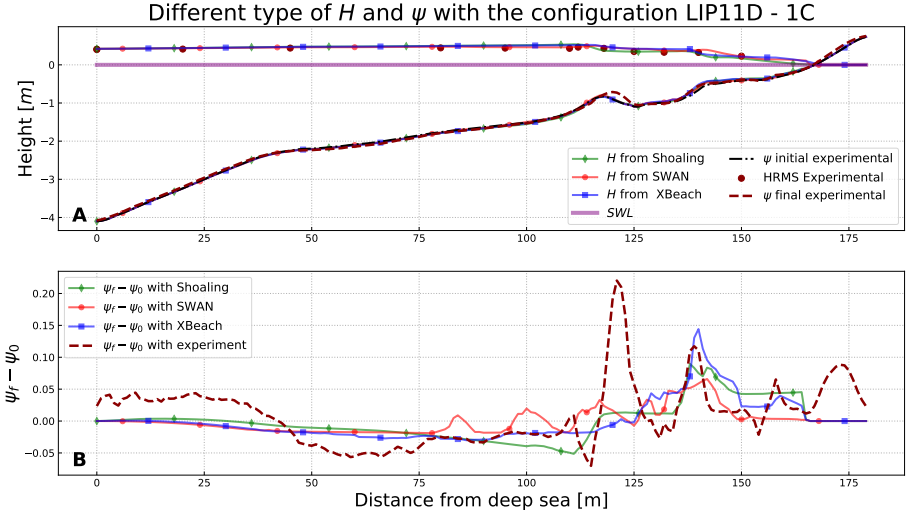 Different type of H and ψ with the configuration LIP11D - 1C
Height [m]
0
−1
−2
−3
−4
A
H from Shoaling
H from SWAN
H from  XBeach
SWL
ψ initial experimental
HRMS Experimental
ψ final experimental
0 25 50 75 100 125 150 175
ψf − ψ0
0.20
0.15
0.10
0.05
0.00
−0.05
ψf − ψ0 with Shoaling
ψf − ψ0 with SWAN
ψf − ψ0 with XBeach
ψf − ψ0 with experiment
B
0 25 50 75 100 125 150 175
Distance from deep sea [m]